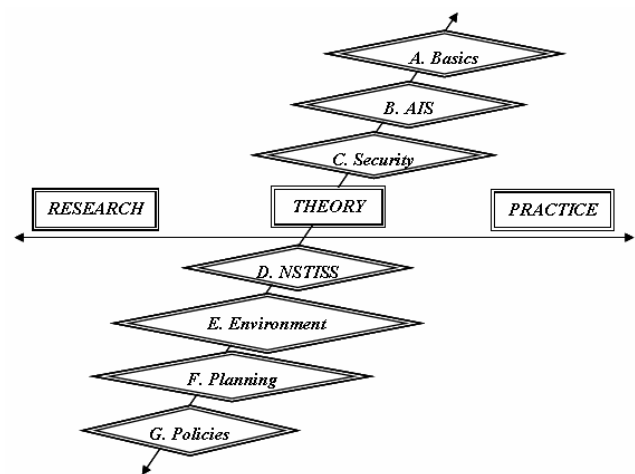 A. Basics
B. AIS
C. Security
RESEARCH
THEORY
PRACTICE
D. NSTISS
E. Environment
F. Planning
G. Policies